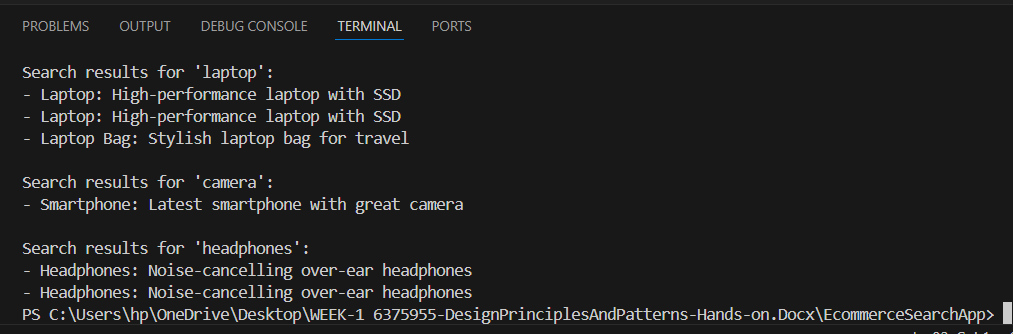 PROBLEMS OUTPUT DEBUG CONSOLE TERMINAL PORTS
Search results for 'laptop':
- Laptop: High-performance laptop with SSD
- Laptop: High-performance laptop with SSD
- Laptop Bag: Stylish laptop bag for travel
Search results for 'camera':
- Smartphone: Latest smartphone with great camera
Search results for 'headphones':
- Headphones: Noise-cancelling over-ear headphones
- Headphones: Noise-cancelling over-ear headphones
PS C:\Users\hp\OneDrive\Desktop\WEEK-1 6375955-DesignPrinciplesAndPatterns-Hands-on.Docx\EcommerceSearchApp>